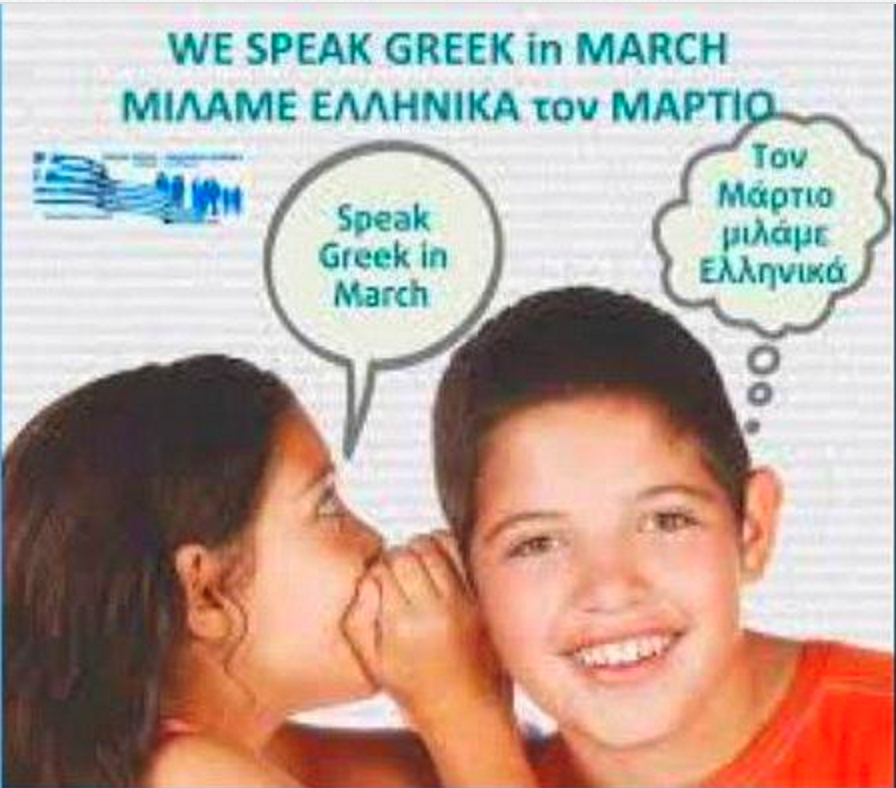 WE SPEAK GREEK in MARCH
ΜΙΛΑΜΕ ΕΛΛΗΝΙΚΑ τον ΜΑΡΤΙΟ
Speak
Greek in
March
Τον
Μάρτιο
μιλάμε
Ελληνικά